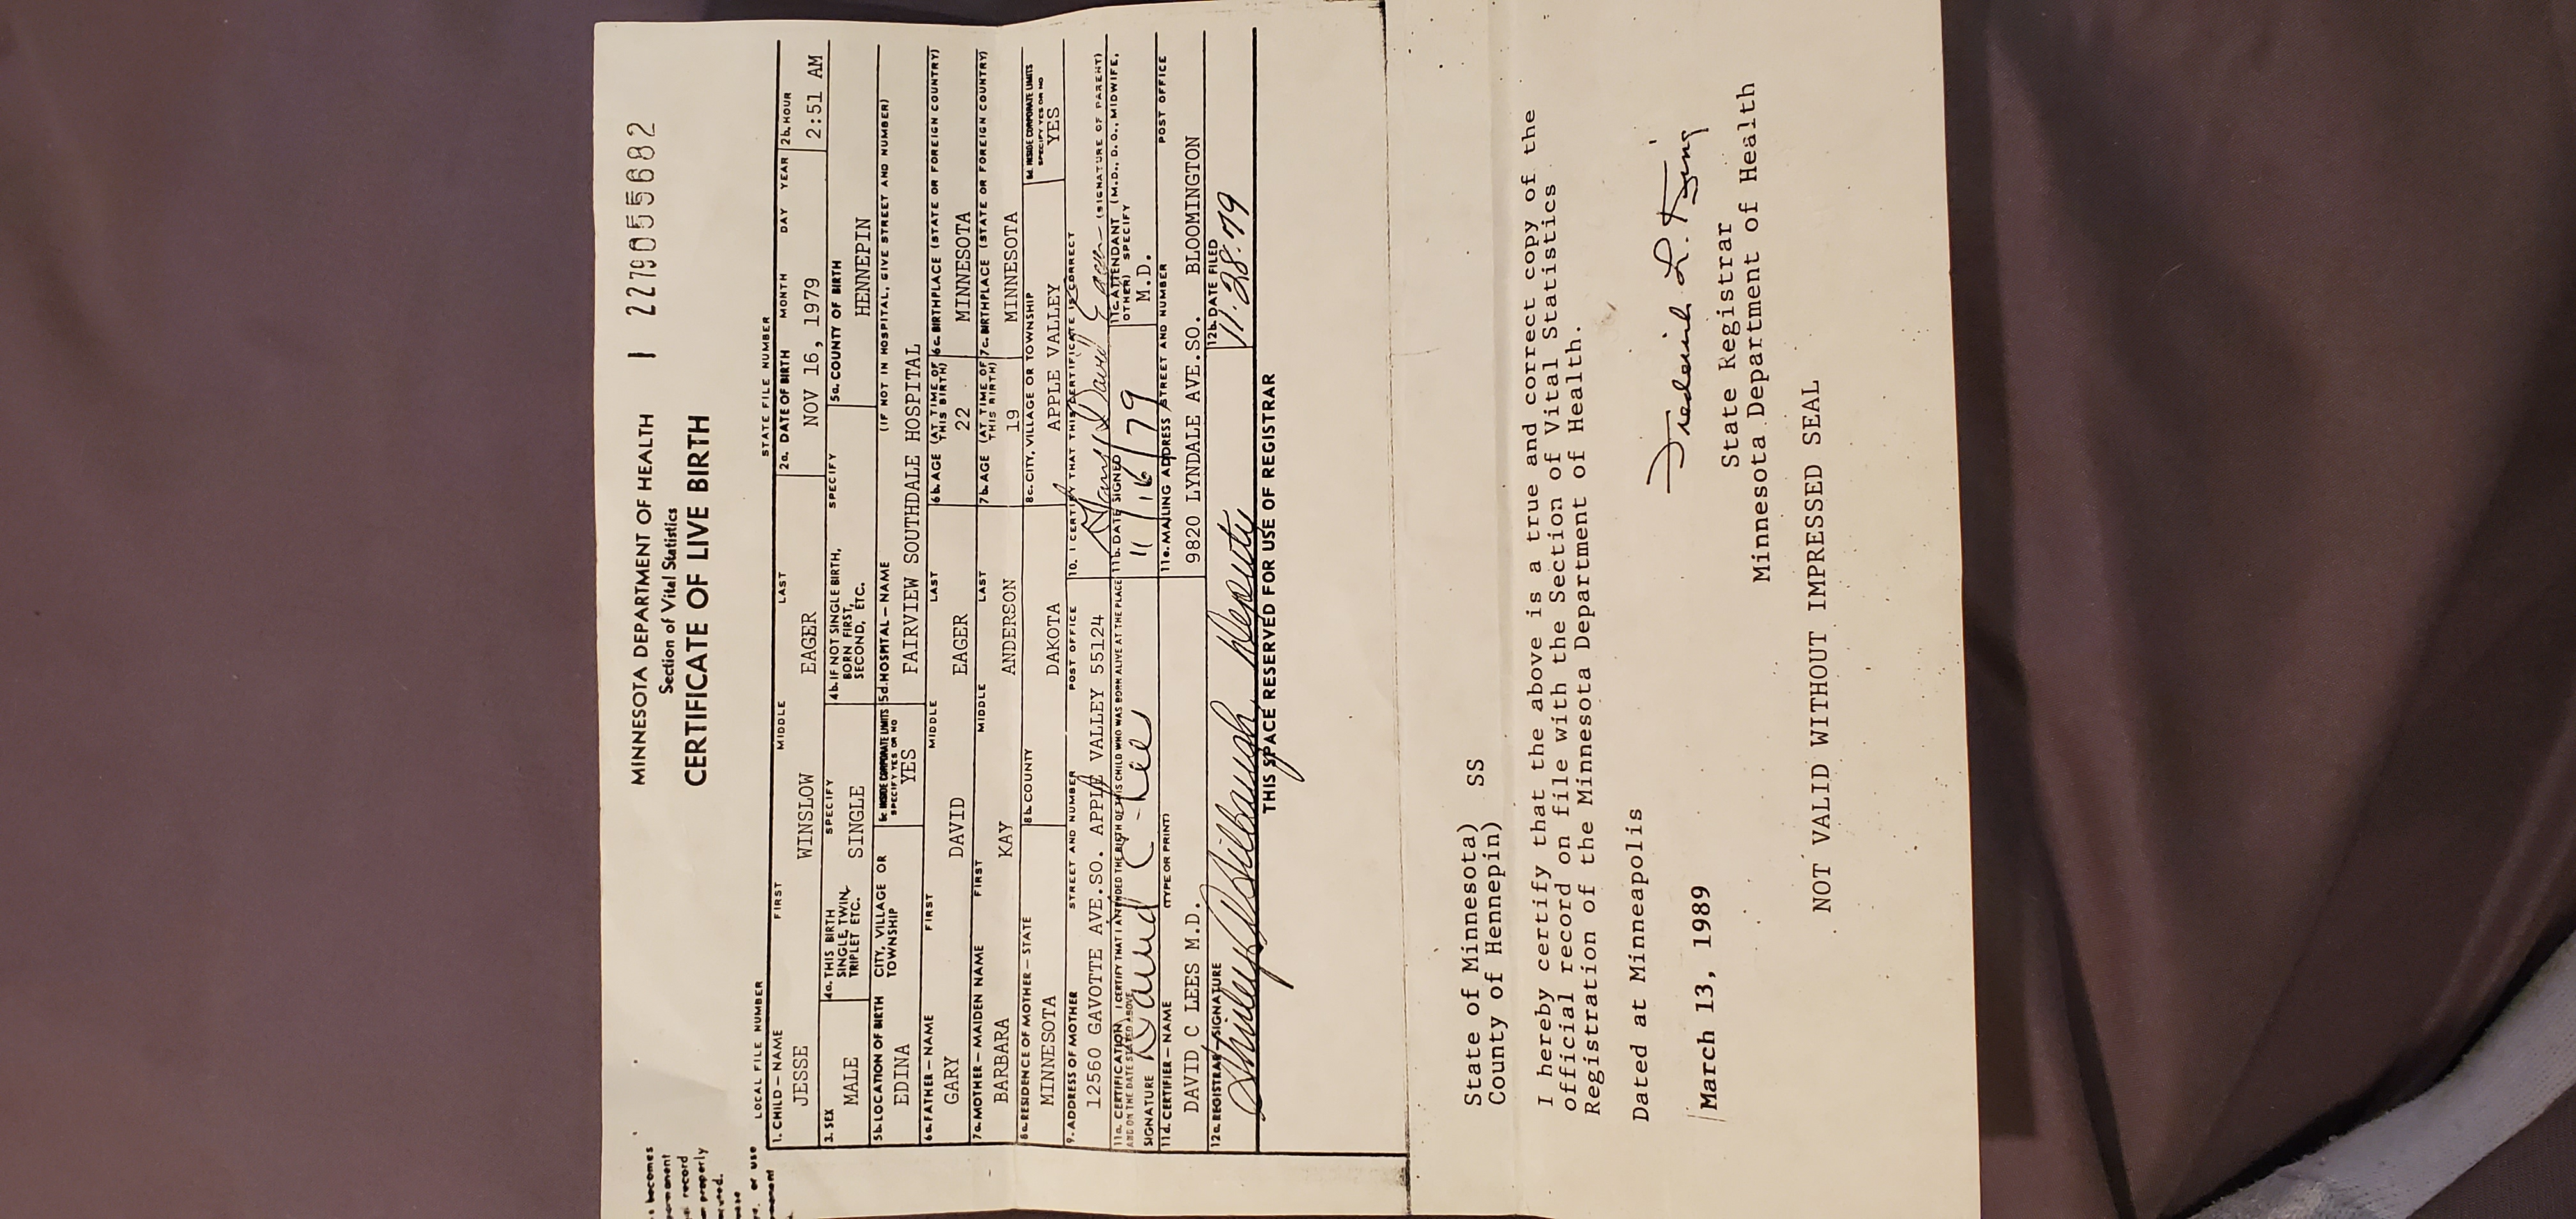 MINNESOTA DEPARTMENT OF HEALTH
Section of Vital Statistics
CERTIFICATE OF LIVE BIRTH
1 2279055682
becomes
record
properly
or use
LOCAL FILE NUMBER
STATE FILE NUMBER
1. CHILD—NAME FIRST MIDDLE LAST 2a. DATE OF BIRTH MONTH DAY YEAR 2b. HOUR
JESSE WINSLOW EAGER NOV 16, 1979 2:51 AM
3. SEX 4a. THIS BIRTH SPECIFY 4b. IF NOT SINGLE BIRTH, SPECIFY 5a. COUNTY OF BIRTH
SINGLE, TWIN, BORN FIRST,
TRIPLET ETC. SECOND, ETC.
MALE SINGLE HENNEPIN
5b. LOCATION OF BIRTH CITY, VILLAGE OR TOWNSHIP 5c. INSIDE CORPORATE LIMITS SPECIFY YES OR NO 5d. HOSPITAL—NAME (IF NOT IN HOSPITAL, GIVE STREET AND NUMBER)
EDINA YES FAIRVIEW SOUTHDALE HOSPITAL
6a. FATHER—NAME FIRST MIDDLE LAST 6b. AGE (AT TIME OF THIS BIRTH) 6c. BIRTHPLACE (STATE OR FOREIGN COUNTRY)
GARY DAVID EAGER 22 MINNESOTA
7a. MOTHER—MAIDEN NAME FIRST MIDDLE LAST 7b. AGE (AT TIME OF THIS BIRTH) 7c. BIRTHPLACE (STATE OR FOREIGN COUNTRY)
BARBARA KAY ANDERSON 19 MINNESOTA
8a. RESIDENCE OF MOTHER—STATE 8b. COUNTY 8c. CITY, VILLAGE OR TOWNSHIP 8d. INSIDE CORPORATE LIMITS SPECIFY YES OR NO
MINNESOTA DAKOTA APPLE VALLEY YES
9. ADDRESS OF MOTHER STREET AND NUMBER POST OFFICE 10. I CERTIFY THAT THIS CERTIFICATE IS CORRECT
12560 GAVOTTE AVE.SO. APPLE VALLEY 55124 Gary David Eager (SIGNATURE OF PARENT)
11a. CERTIFICATION: I CERTIFY THAT I ATTENDED THE BIRTH OF THIS CHILD WHO WAS BORN ALIVE AT THE PLACE
AND ON THE DATE STATED ABOVE. 11b. DATE SIGNED 11c. ATTENDANT (M.D., D.O., MIDWIFE, OTHER) SPECIFY
SIGNATURE David C Lees 11/16/79 M.D.
11d. CERTIFIER—NAME (TYPE OR PRINT) 11e. MAILING ADDRESS STREET AND NUMBER POST OFFICE
DAVID C LEES M.D. 9820 LYNDALE AVE.SO. BLOOMINGTON
12a. REGISTRAR SIGNATURE 12b. DATE FILED
Shirley Deputy 11-28-79
THIS SPACE RESERVED FOR USE OF REGISTRAR
State of Minnesota)
County of Hennepin) SS
I hereby certify that the above is a true and correct copy of the
official record on file with the Section of Vital Statistics
Registration of the Minnesota Department of Health.
Dated at Minneapolis
March 13, 1989
Frederick L. King
State Registrar
Minnesota Department of Health
NOT VALID WITHOUT IMPRESSED SEAL